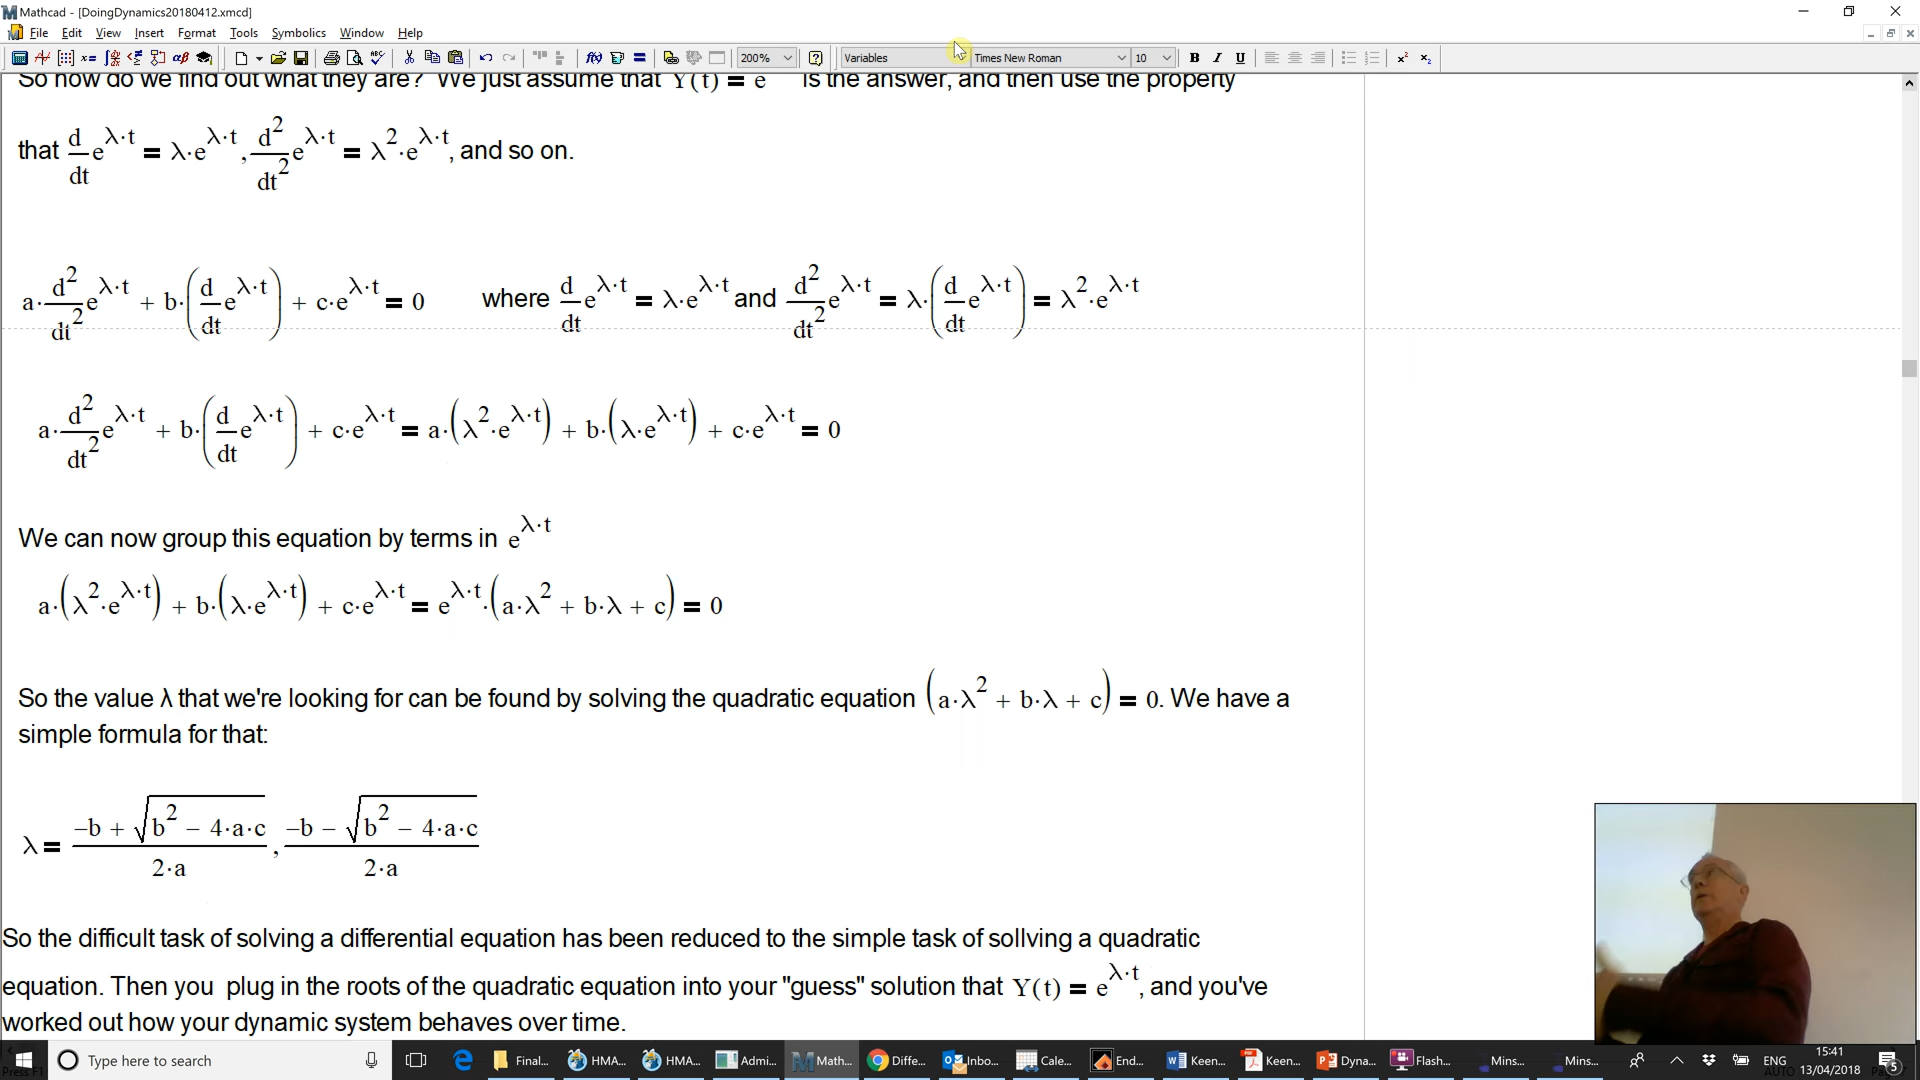 Mathcad - [DoingDynamics20180412.xmcd]
File Edit View Insert Format Tools Symbolics Window Help
200% Variables Times New Roman 10 B I U
So how do we find out what they are? We just assume that Y(t) = e is the answer, and then use the property
that d/dt e^(λ·t) = λ·e^(λ·t), d²/dt² e^(λ·t) = λ²·e^(λ·t), and so on.
a·d²/dt² e^(λ·t) + b·(d/dt e^(λ·t)) + c·e^(λ·t) = 0 where d/dt e^(λ·t) = λ·e^(λ·t) and d²/dt² e^(λ·t) = λ·(d/dt e^(λ·t)) = λ²·e^(λ·t)
a·d²/dt² e^(λ·t) + b·(d/dt e^(λ·t)) + c·e^(λ·t) = a·(λ²·e^(λ·t)) + b·(λ·e^(λ·t)) + c·e^(λ·t) = 0
We can now group this equation by terms in e^(λ·t)
a·(λ²·e^(λ·t)) + b·(λ·e^(λ·t)) + c·e^(λ·t) = e^(λ·t)·(a·λ² + b·λ + c) = 0
So the value λ that we're looking for can be found by solving the quadratic equation (a·λ² + b·λ + c) = 0. We have a
simple formula for that:
λ = (-b + √(b² - 4·a·c))/(2·a), (-b - √(b² - 4·a·c))/(2·a)
So the difficult task of solving a differential equation has been reduced to the simple task of sollving a quadratic
equation. Then you plug in the roots of the quadratic equation into your "guess" solution that Y(t) = e^(λ·t), and you've
worked out how your dynamic system behaves over time.
Type here to search Final... HMA... HMA... Admi... Math... Diffe... Inbo... Cale... End... Keen... Keen... Dyna... Flash... Mins... Mins... ENG 15:41
13/04/2018 5